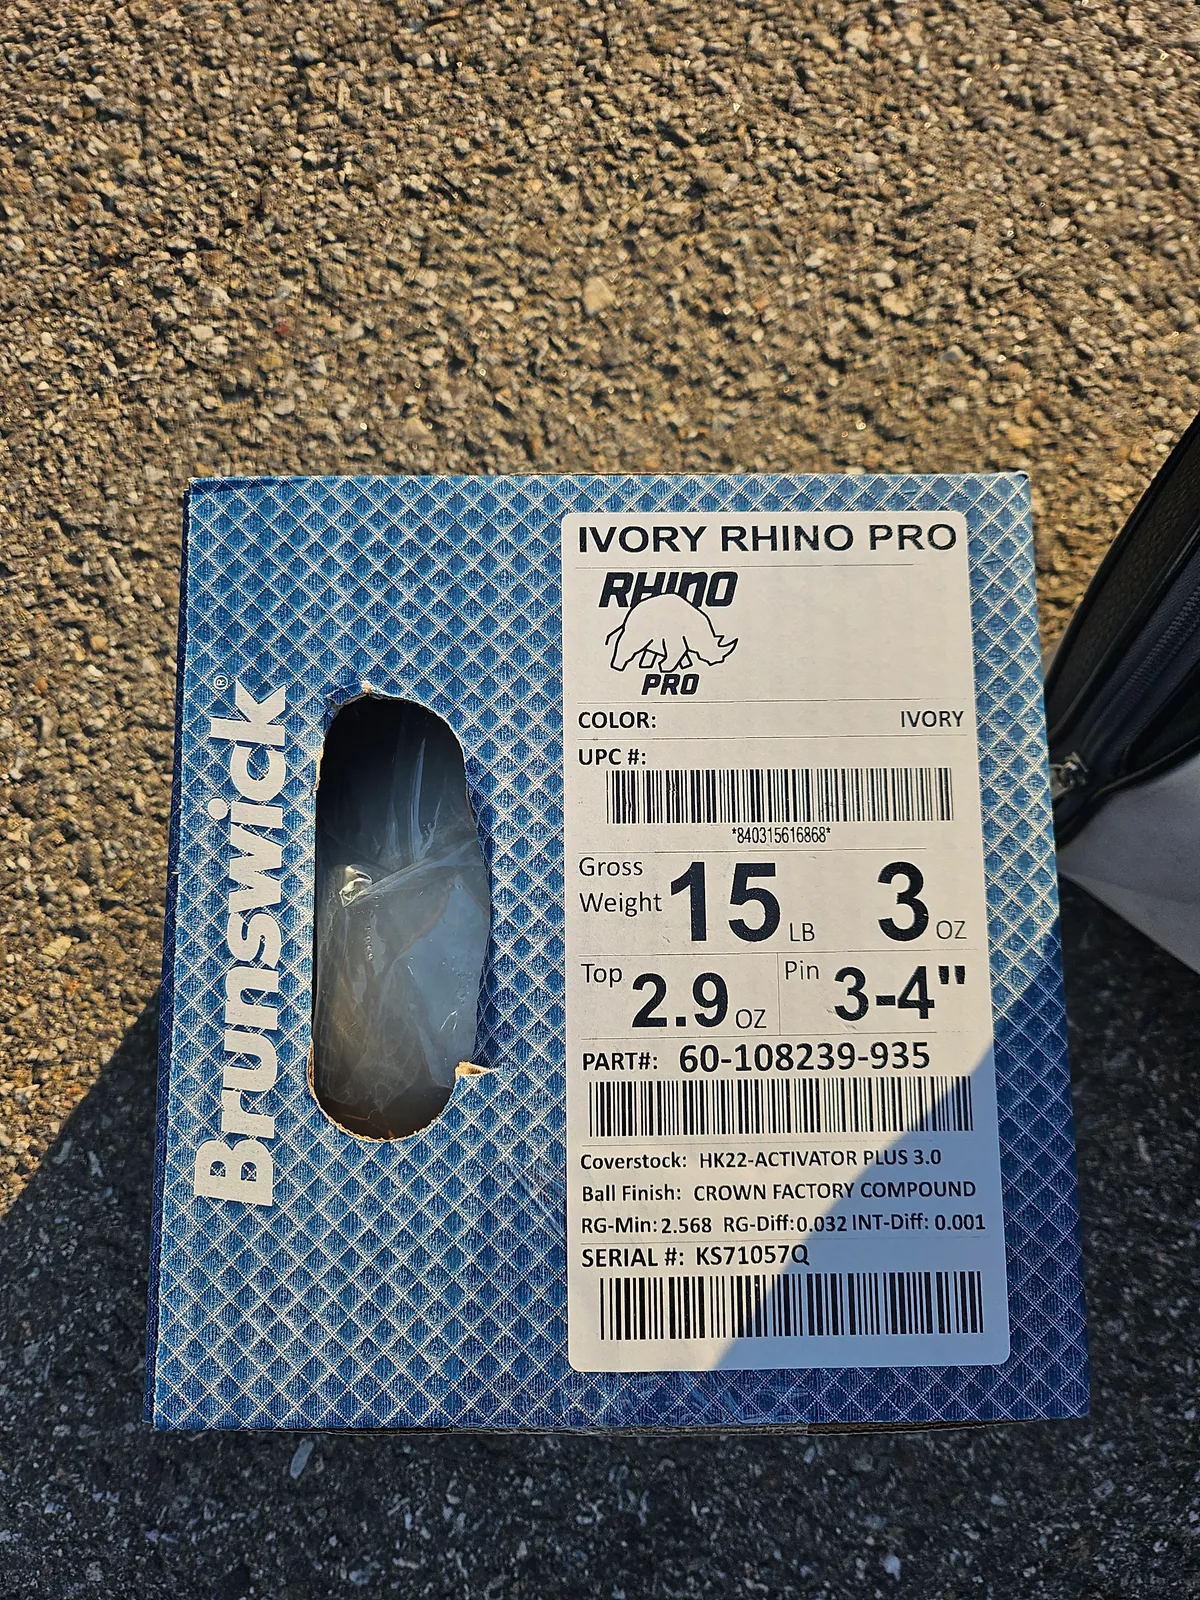 Brunswick®
IVORY RHINO PRO
RHINO
PRO
COLOR: IVORY
UPC #:
*840315616868*
Gross Weight 15 LB 3 OZ
Top 2.9 OZ Pin 3-4"
PART#: 60-108239-935
Coverstock: HK22-ACTIVATOR PLUS 3.0
Ball Finish: CROWN FACTORY COMPOUND
RG-Min: 2.568 RG-Diff: 0.032 INT-Diff: 0.001
SERIAL #: KS71057Q